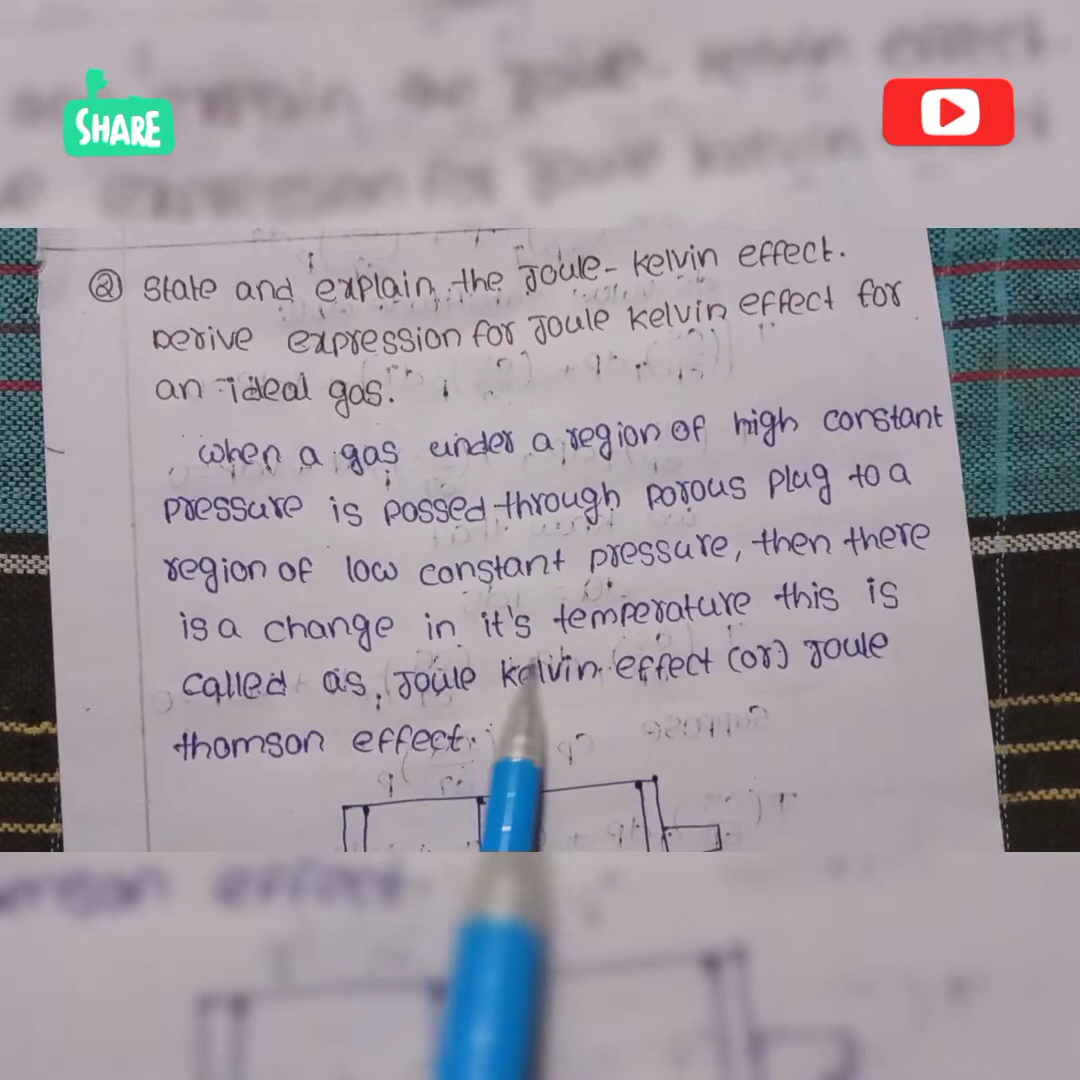 SHARE
② State and explain the Joule-Kelvin effect.
Derive expression for Joule Kelvin effect for
an ideal gas.
when a gas under a region of high constant
pressure is passed through porous plug to a
region of low constant pressure, then there
is a change in it's temperature this is
called as Joule Kelvin effect (or) Joule
thomson effect.